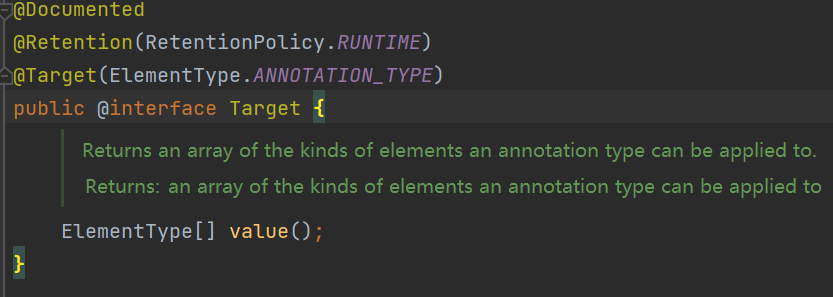 @Documented
@Retention(RetentionPolicy.RUNTIME)
@Target(ElementType.ANNOTATION_TYPE)
public @interface Target {
Returns an array of the kinds of elements an annotation type can be applied to.
Returns: an array of the kinds of elements an annotation type can be applied to
ElementType[] value();
}